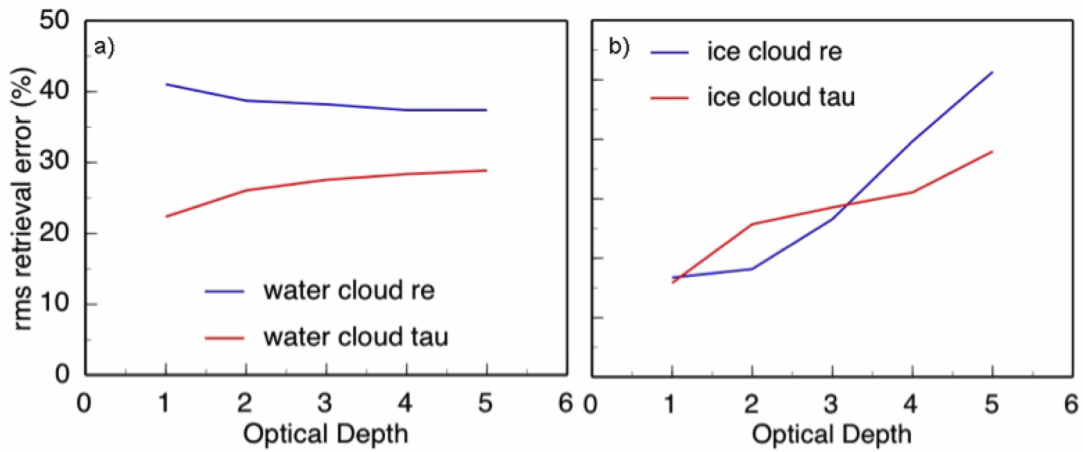 a)
rms retrieval error (%)
50
40
30
20
10
0
water cloud re
water cloud tau
0 1 2 3 4 5 6
Optical Depth
b)
ice cloud re
ice cloud tau
0 1 2 3 4 5 6
Optical Depth